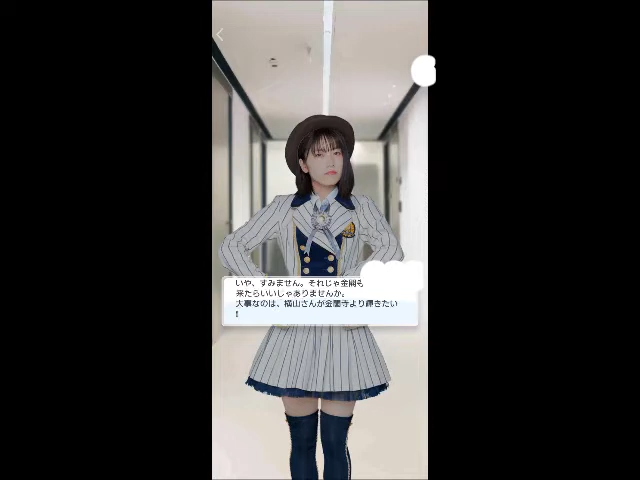 いや、すみません。それじゃ金閣も
来たらいいじゃありませんか。
大事なのは、横山さんが金閣寺より輝きたい
!